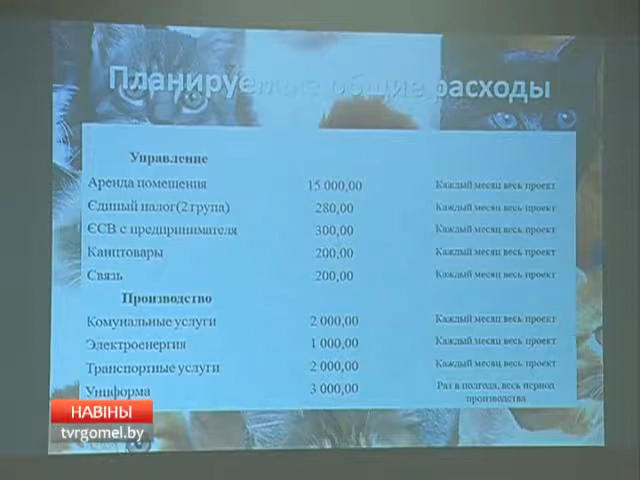 Планируемые общие расходы
Управление
Аренда помещения 15 000,00 Каждый месяц весь проект
Єдиный налог(2 група) 280,00 Каждый месяц весь проект
ЄСВ с предпринимателя 300,00 Каждый месяц весь проект
Канцтовары 200,00 Каждый месяц весь проект
Связь 200,00 Каждый месяц весь проект
Производство
Комунальные услуги 2 000,00 Каждый месяц весь проект
Электроенергия 1 000,00 Каждый месяц весь проект
Транспортные услуги 2 000,00 Каждый месяц весь проект
Униформа 3 000,00 Раз в полгода, весь период
производства
НАВІНЫ
tvrgomel.by